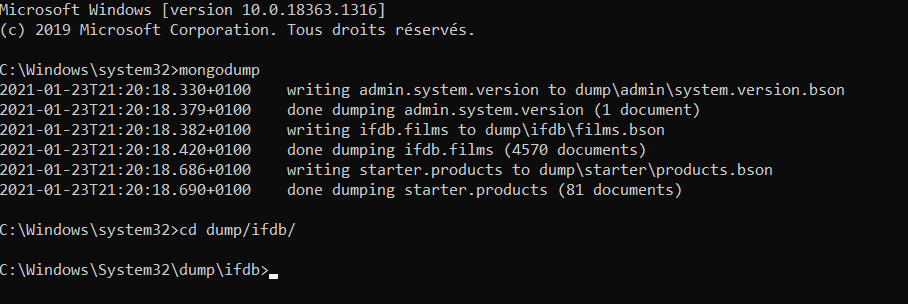 Microsoft Windows [version 10.0.18363.1316]
(c) 2019 Microsoft Corporation. Tous droits réservés.
C:\Windows\system32>mongodump
2021-01-23T21:20:18.330+0100    writing admin.system.version to dump\admin\system.version.bson
2021-01-23T21:20:18.379+0100    done dumping admin.system.version (1 document)
2021-01-23T21:20:18.382+0100    writing ifdb.films to dump\ifdb\films.bson
2021-01-23T21:20:18.420+0100    done dumping ifdb.films (4570 documents)
2021-01-23T21:20:18.686+0100    writing starter.products to dump\starter\products.bson
2021-01-23T21:20:18.690+0100    done dumping starter.products (81 documents)
C:\Windows\system32>cd dump/ifdb/
C:\Windows\System32\dump\ifdb>